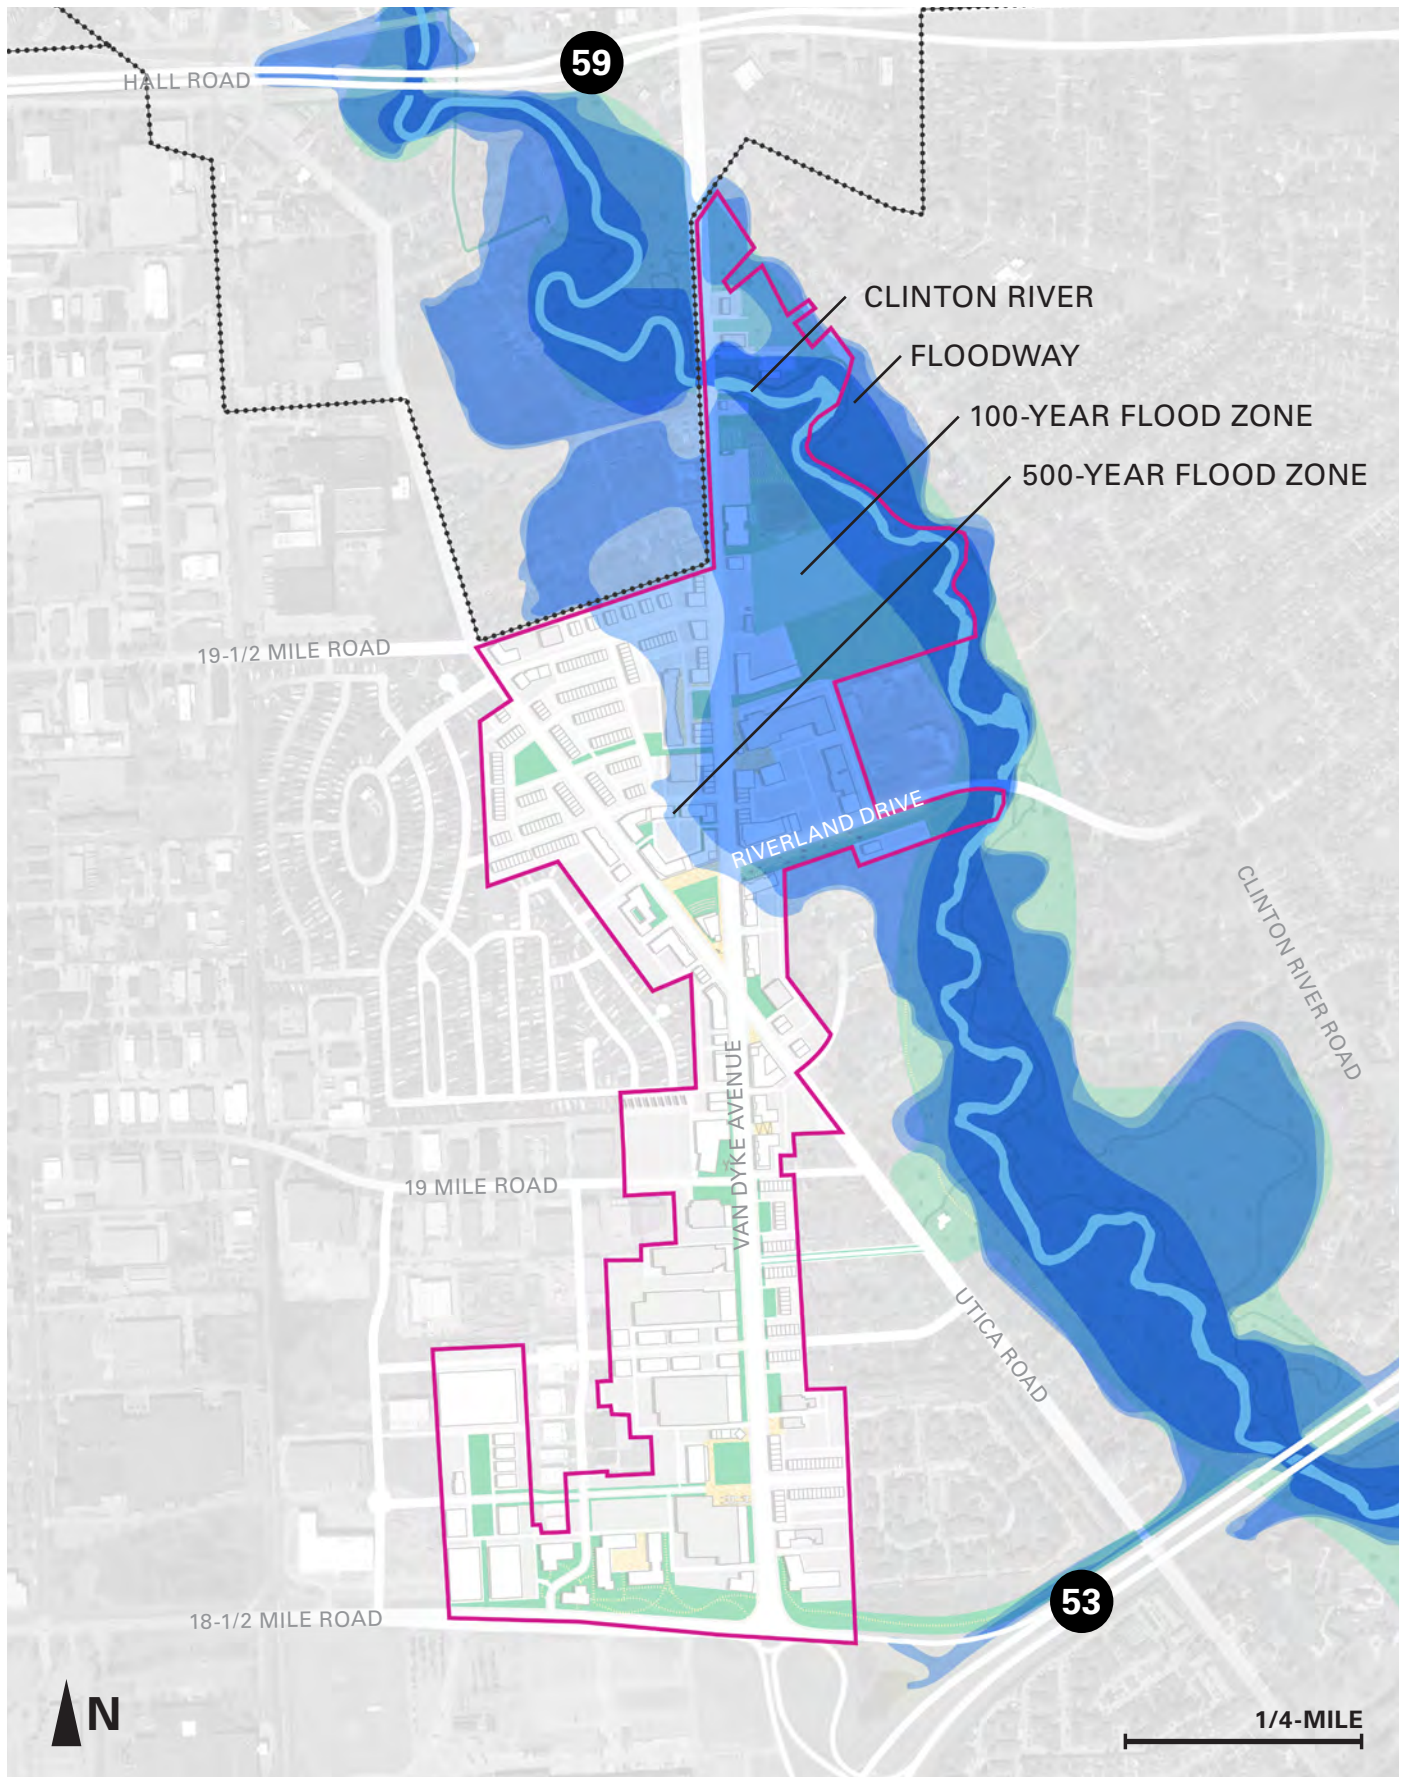 59
HALL ROAD
CLINTON RIVER
FLOODWAY
100-YEAR FLOOD ZONE
500-YEAR FLOOD ZONE
19-1/2 MILE ROAD
RIVERLAND DRIVE
CLINTON RIVER ROAD
VAN DYKE AVENUE
19 MILE ROAD
UTICA ROAD
53
18-1/2 MILE ROAD
N
1/4-MILE